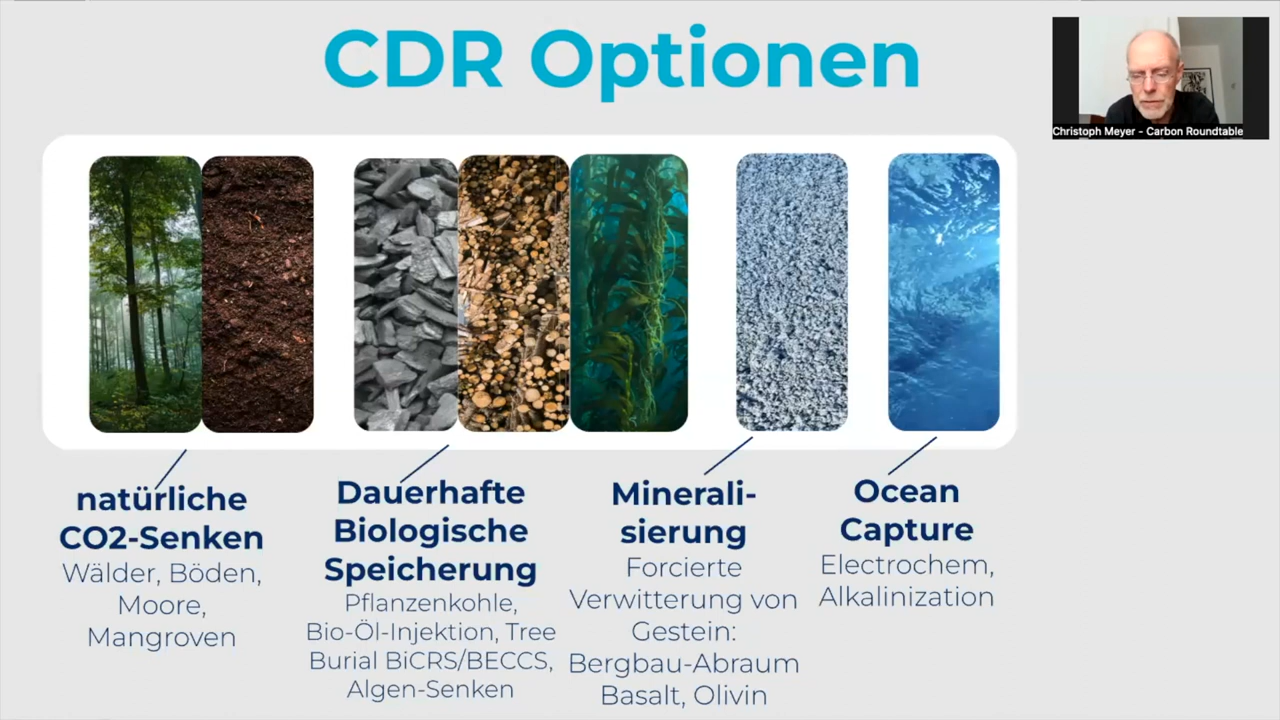 CDR Optionen
Christoph Meyer - Carbon Roundtable
natürliche
CO2-Senken
Wälder, Böden,
Moore,
Mangroven
Dauerhafte
Biologische
Speicherung
Pflanzenkohle,
Bio-Öl-Injektion, Tree
Burial BiCRS/BECCS,
Algen-Senken
Minerali-
sierung
Forcierte
Verwitterung von
Gestein:
Bergbau-Abraum
Basalt, Olivin
Ocean
Capture
Electrochem,
Alkalinization